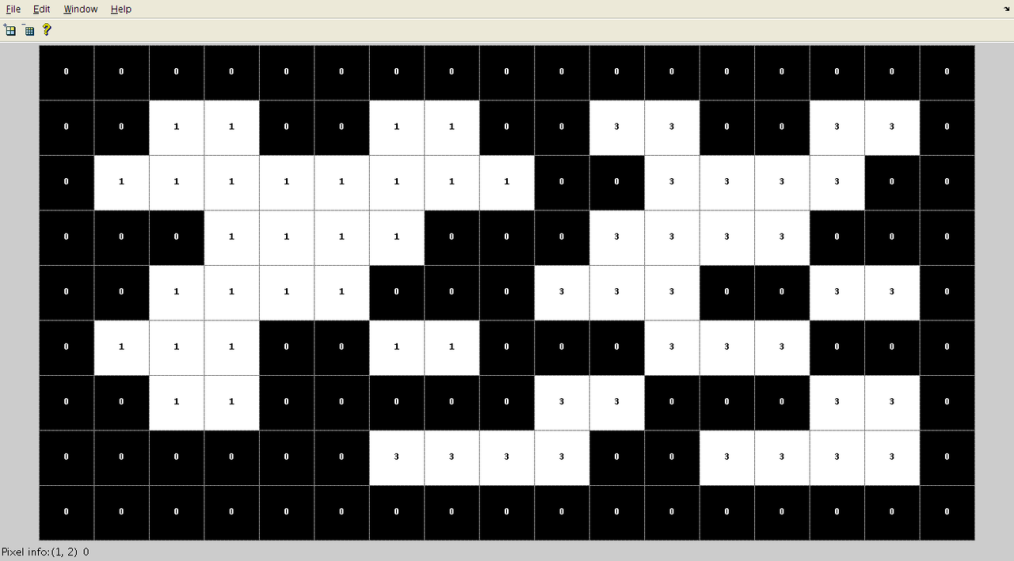 File Edit Window Help
0 0 0 0 0 0 0 0 0 0 0 0 0 0 0 0 0
0 0 1 1 0 0 1 1 0 0 3 3 0 0 3 3 0
0 1 1 1 1 1 1 1 1 0 0 3 3 3 3 0 0
0 0 0 1 1 1 1 0 0 0 3 3 3 3 0 0 0
0 0 1 1 1 1 0 0 0 3 3 3 0 0 3 3 0
0 1 1 1 0 0 1 1 0 0 0 3 3 3 0 0 0
0 0 1 1 0 0 0 0 0 3 3 0 0 0 3 3 0
0 0 0 0 0 0 3 3 3 3 0 0 3 3 3 3 0
0 0 0 0 0 0 0 0 0 0 0 0 0 0 0 0 0
Pixel info:(1, 2) 0